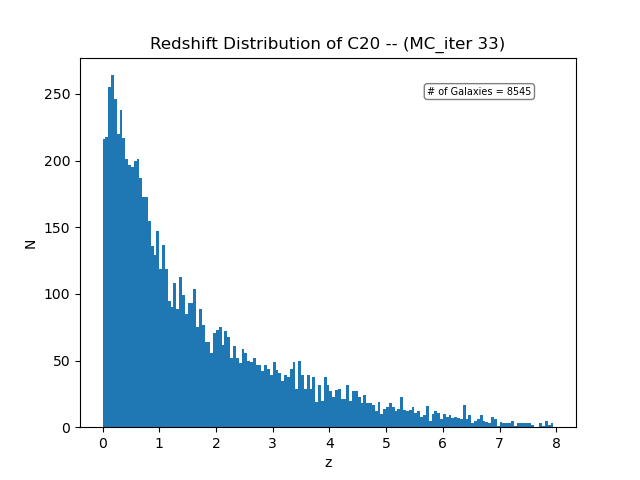 Redshift Distribution of C20 -- (MC_iter 33)
# of Galaxies = 8545
N
250
200
150
100
50
0
0 1 2 3 4 5 6 7 8
z